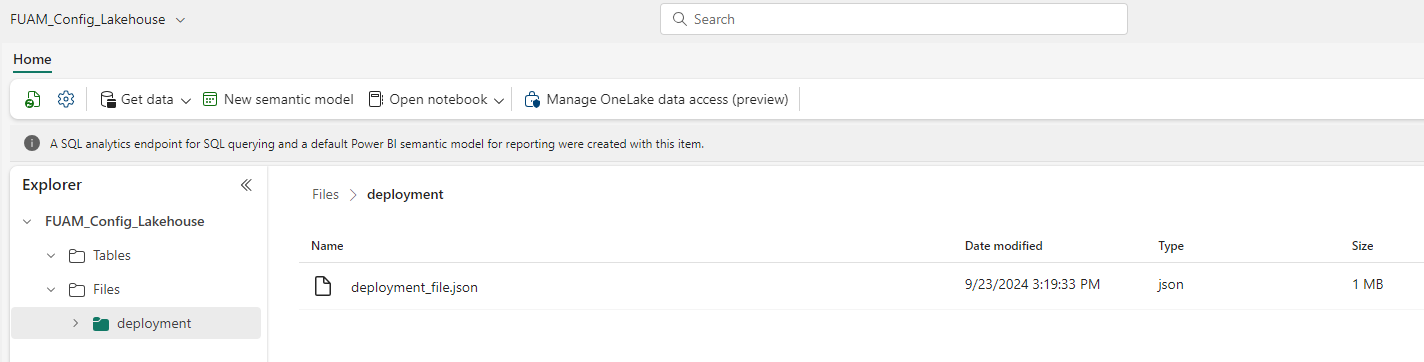 FUAM_Config_Lakehouse
Search
Home
Get data
New semantic model
Open notebook
Manage OneLake data access (preview)
A SQL analytics endpoint for SQL querying and a default Power BI semantic model for reporting were created with this item.
Explorer
FUAM_Config_Lakehouse
Tables
Files
deployment
Files > deployment
Name Date modified Type Size
deployment_file.json 9/23/2024 3:19:33 PM json 1 MB